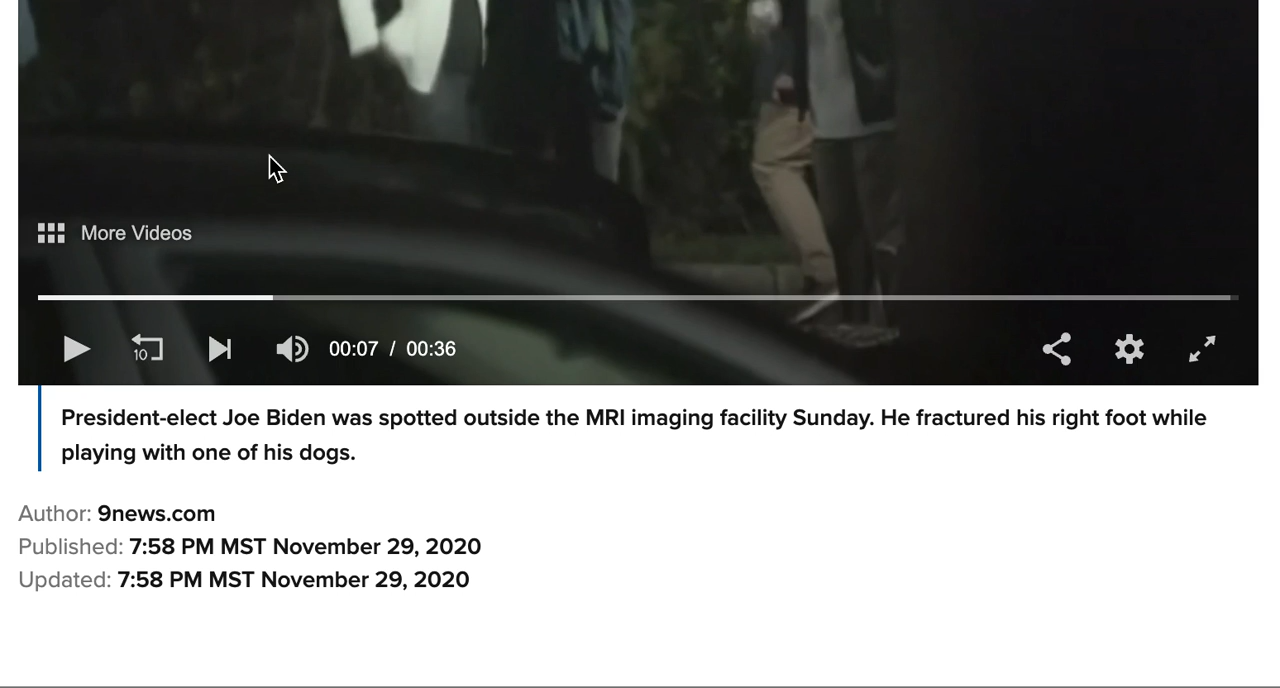 More Videos
10
00:07 / 00:36
President-elect Joe Biden was spotted outside the MRI imaging facility Sunday. He fractured his right foot while
playing with one of his dogs.
Author: 9news.com
Published: 7:58 PM MST November 29, 2020
Updated: 7:58 PM MST November 29, 2020